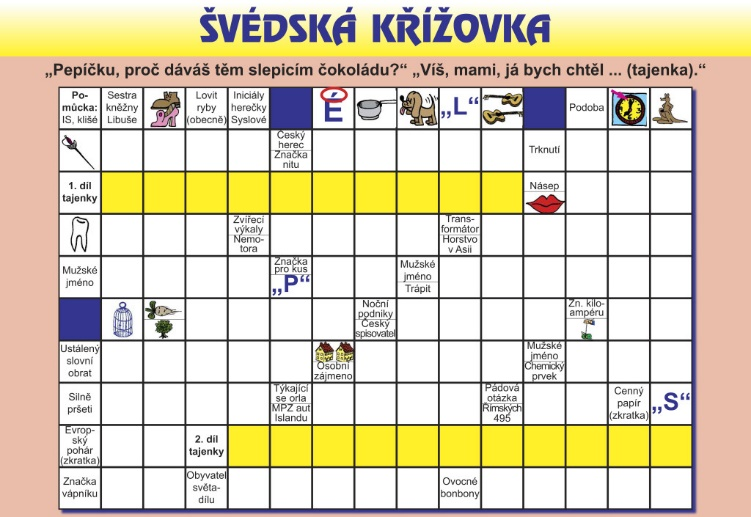 ŠVÉDSKÁ KŘÍŽOVKA
„Pepíčku, proč dáváš těm slepicím čokoládu?“ „Víš, mami, já bych chtěl ... (tajenka).“
Po-
můcka:
IS, klišé
Sestra
kněžny
Libuše
Lovit
ryby
(obecně)
Iniciály
herečky
Syslové
É
„L“
Podoba
Český
herec
Značka
nitu
Trknutí
1. díl
tajenky
Násep
Zvířecí
výkaly
Nemo-
tora
Trans-
formátor
Horstvo
v Asii
Mužské
jméno
Značka
pro kus
„P“
Mužské
jméno
Trápit
Noční
podniky
Český
spisovatel
Zn. kilo-
ampéru
Ustálený
slovní
obrat
Osobní
zájmeno
Mužské
jméno
Chemický
prvek
Silně
pršeti
Týkající
se orla
MPZ aut
Islandu
Pádová
otázka
Římských
495
Cenný
papír
(zkratka)
„S“
Evrop-
ský
pohár
(zkratka)
2. díl
tajenky
Značka
vápníku
Obyvatel
světa-
dílu
Ovocné
bonbony